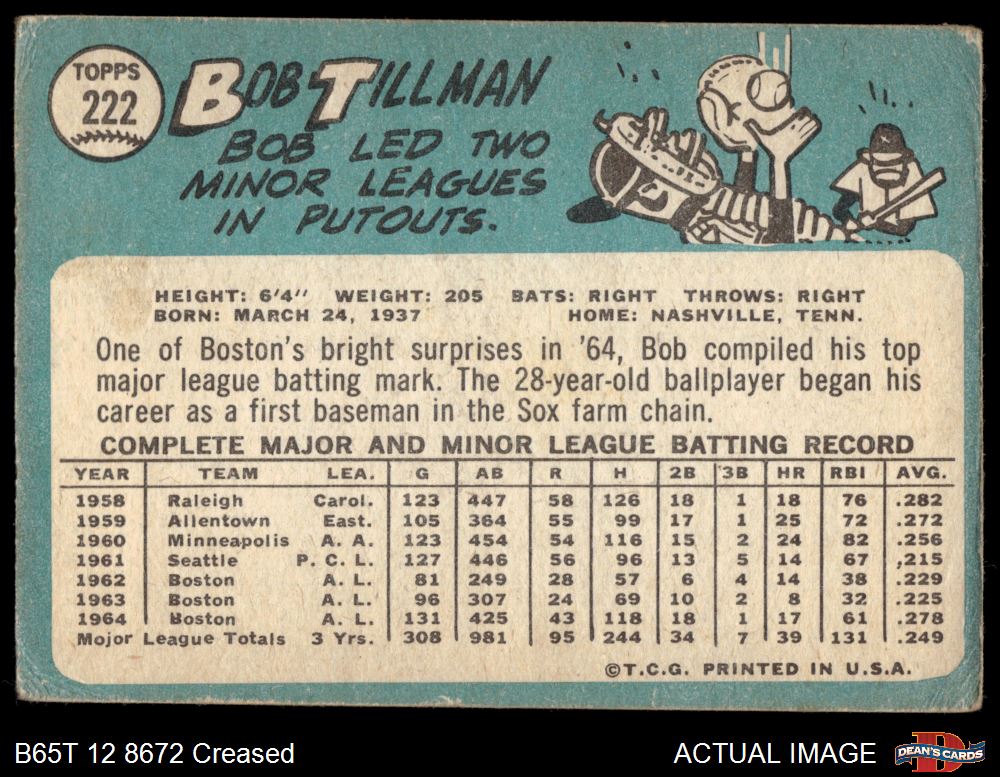 TOPPS
222
BOB TILLMAN
BOB LED TWO
MINOR LEAGUES
IN PUTOUTS.
HEIGHT: 6'4" WEIGHT: 205 BATS: RIGHT THROWS: RIGHT
BORN: MARCH 24, 1937 HOME: NASHVILLE, TENN.
One of Boston's bright surprises in '64, Bob compiled his top
major league batting mark. The 28-year-old ballplayer began his
career as a first baseman in the Sox farm chain.
COMPLETE MAJOR AND MINOR LEAGUE BATTING RECORD
YEAR TEAM LEA. G AB R H 2B 3B HR RBI AVG.
1958 Raleigh Carol. 123 447 58 126 18 1 18 76 .282
1959 Allentown East. 105 364 55 99 17 1 25 72 .272
1960 Minneapolis A. A. 123 454 54 116 15 2 24 82 .256
1961 Seattle P. C. L. 127 446 56 96 13 5 14 67 ,215
1962 Boston A. L. 81 249 28 57 6 4 14 38 .229
1963 Boston A. L. 96 307 24 69 10 2 8 32 .225
1964 Boston A. L. 131 425 43 118 18 1 17 61 .278
Major League Totals 3 Yrs. 308 981 95 244 34 7 39 131 .249
©T.C.G. PRINTED IN U.S.A.
B65T 12 8672 Creased ACTUAL IMAGE DEAN'S CARDS